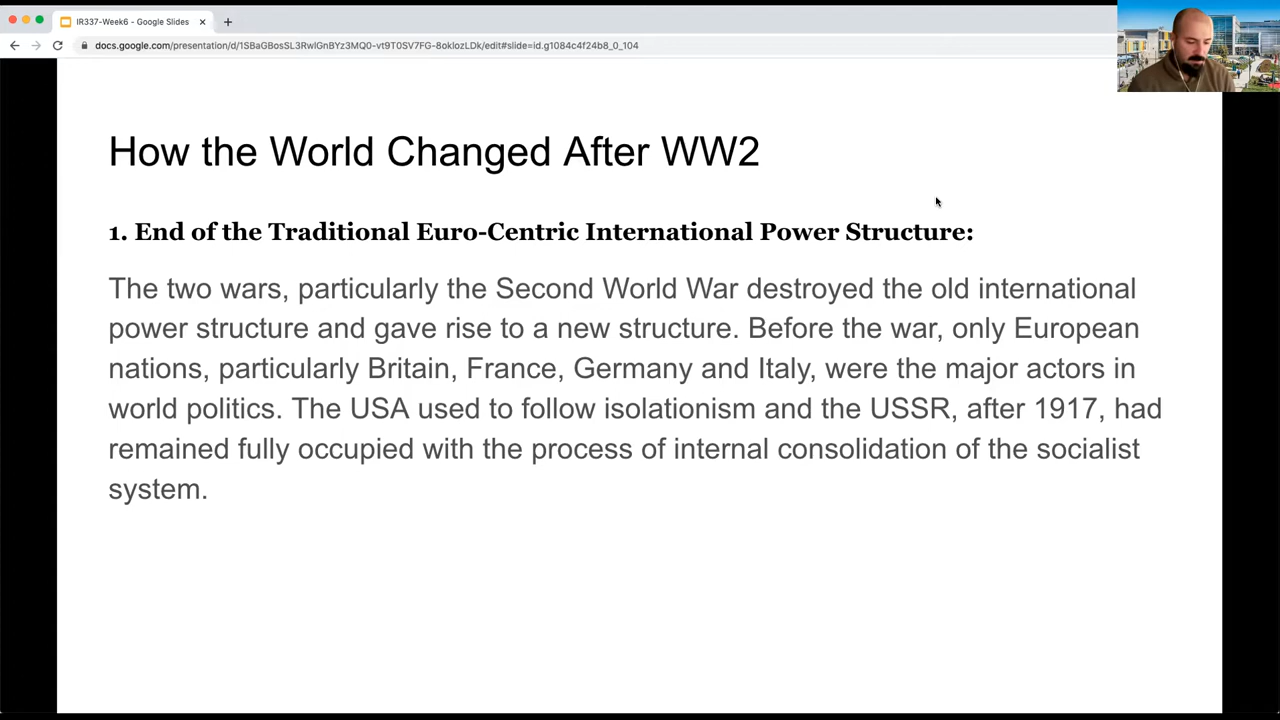 IR337-Week6 - Google Slides
docs.google.com/presentation/d/1SBaGBosSL3RwlGnBYz3MQ0-vt9T0SV7FG-8oklozLDk/edit#slide=id.g1084c4f24b8_0_104
How the World Changed After WW2
1. End of the Traditional Euro-Centric International Power Structure:
The two wars, particularly the Second World War destroyed the old international
power structure and gave rise to a new structure. Before the war, only European
nations, particularly Britain, France, Germany and Italy, were the major actors in
world politics. The USA used to follow isolationism and the USSR, after 1917, had
remained fully occupied with the process of internal consolidation of the socialist
system.